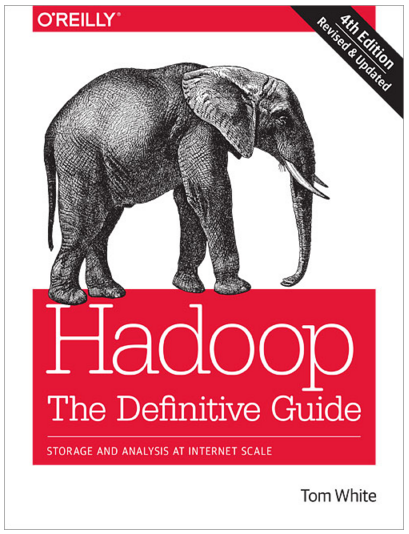 O'REILLY®
4th Edition
Revised & Updated
Hadoop
The Definitive Guide
STORAGE AND ANALYSIS AT INTERNET SCALE
Tom White